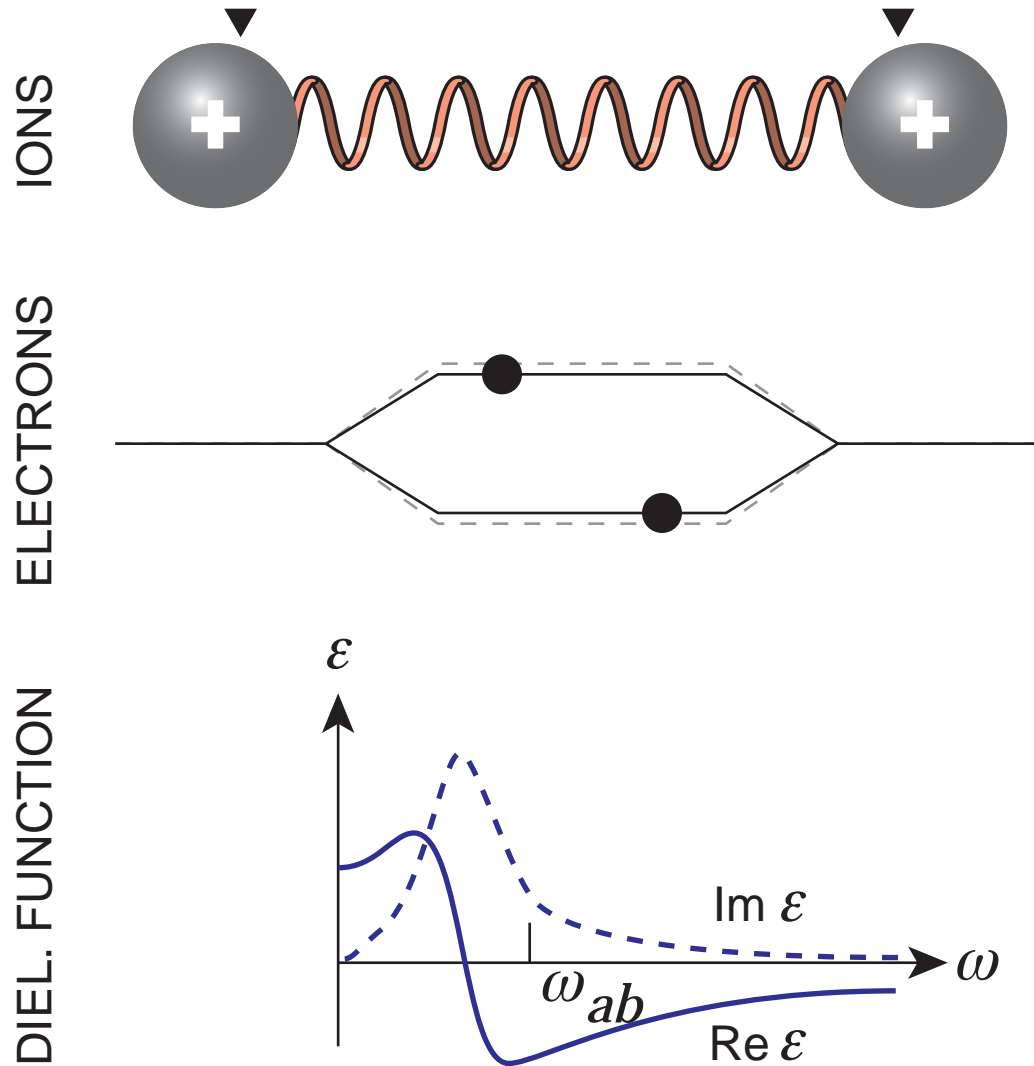 IONS
+ +
ELECTRONS
DIEL. FUNCTION
ε
Im ε
ω
ω_ab
Re ε